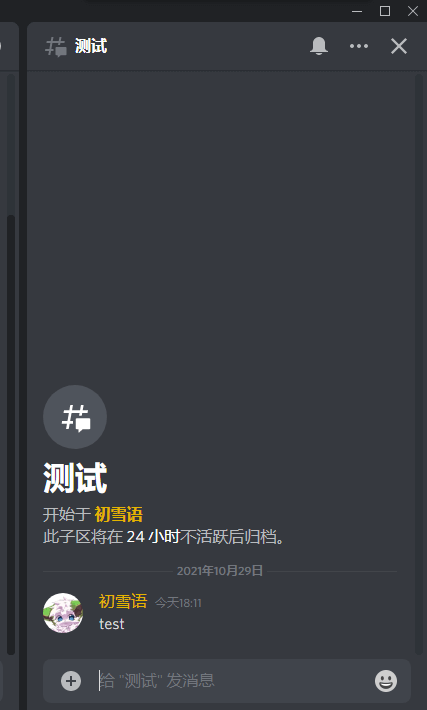 测试
测试
开始于 初雪语
此子区将在 24 小时不活跃后归档。
2021年10月29日
初雪语 今天18:11
test
给 "测试" 发消息